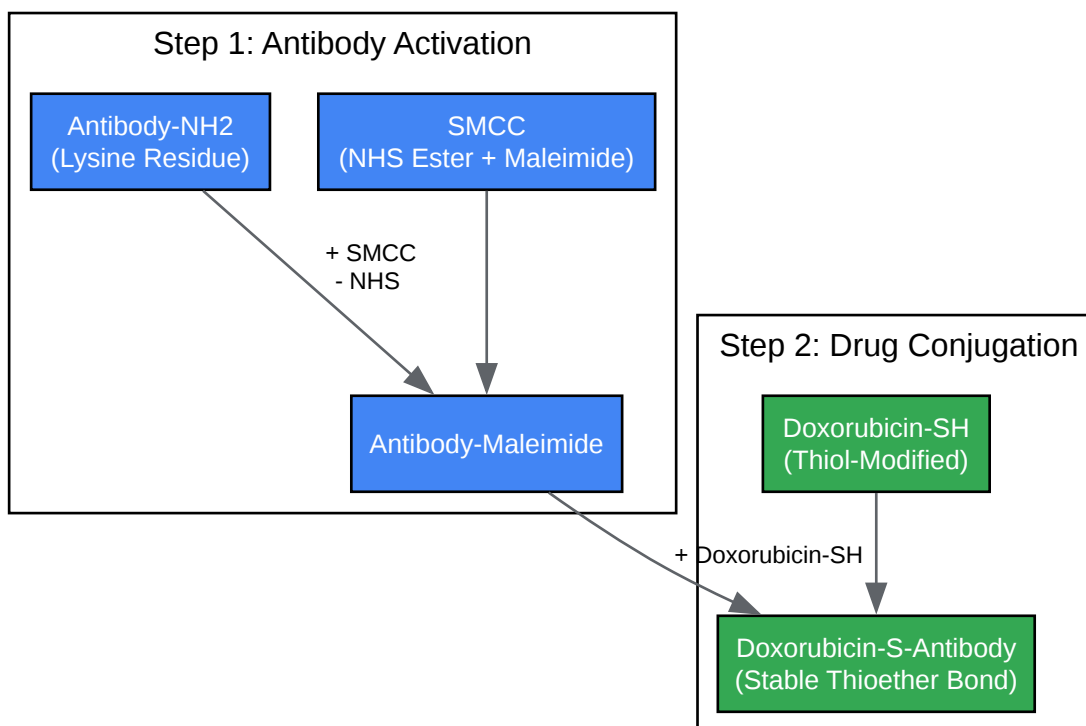 Step 1: Antibody Activation
Antibody-NH2
(Lysine Residue)
SMCC
(NHS Ester + Maleimide)
+ SMCC
- NHS
Antibody-Maleimide
Step 2: Drug Conjugation
Doxorubicin-SH
(Thiol-Modified)
+ Doxorubicin-SH
Doxorubicin-S-Antibody
(Stable Thioether Bond)